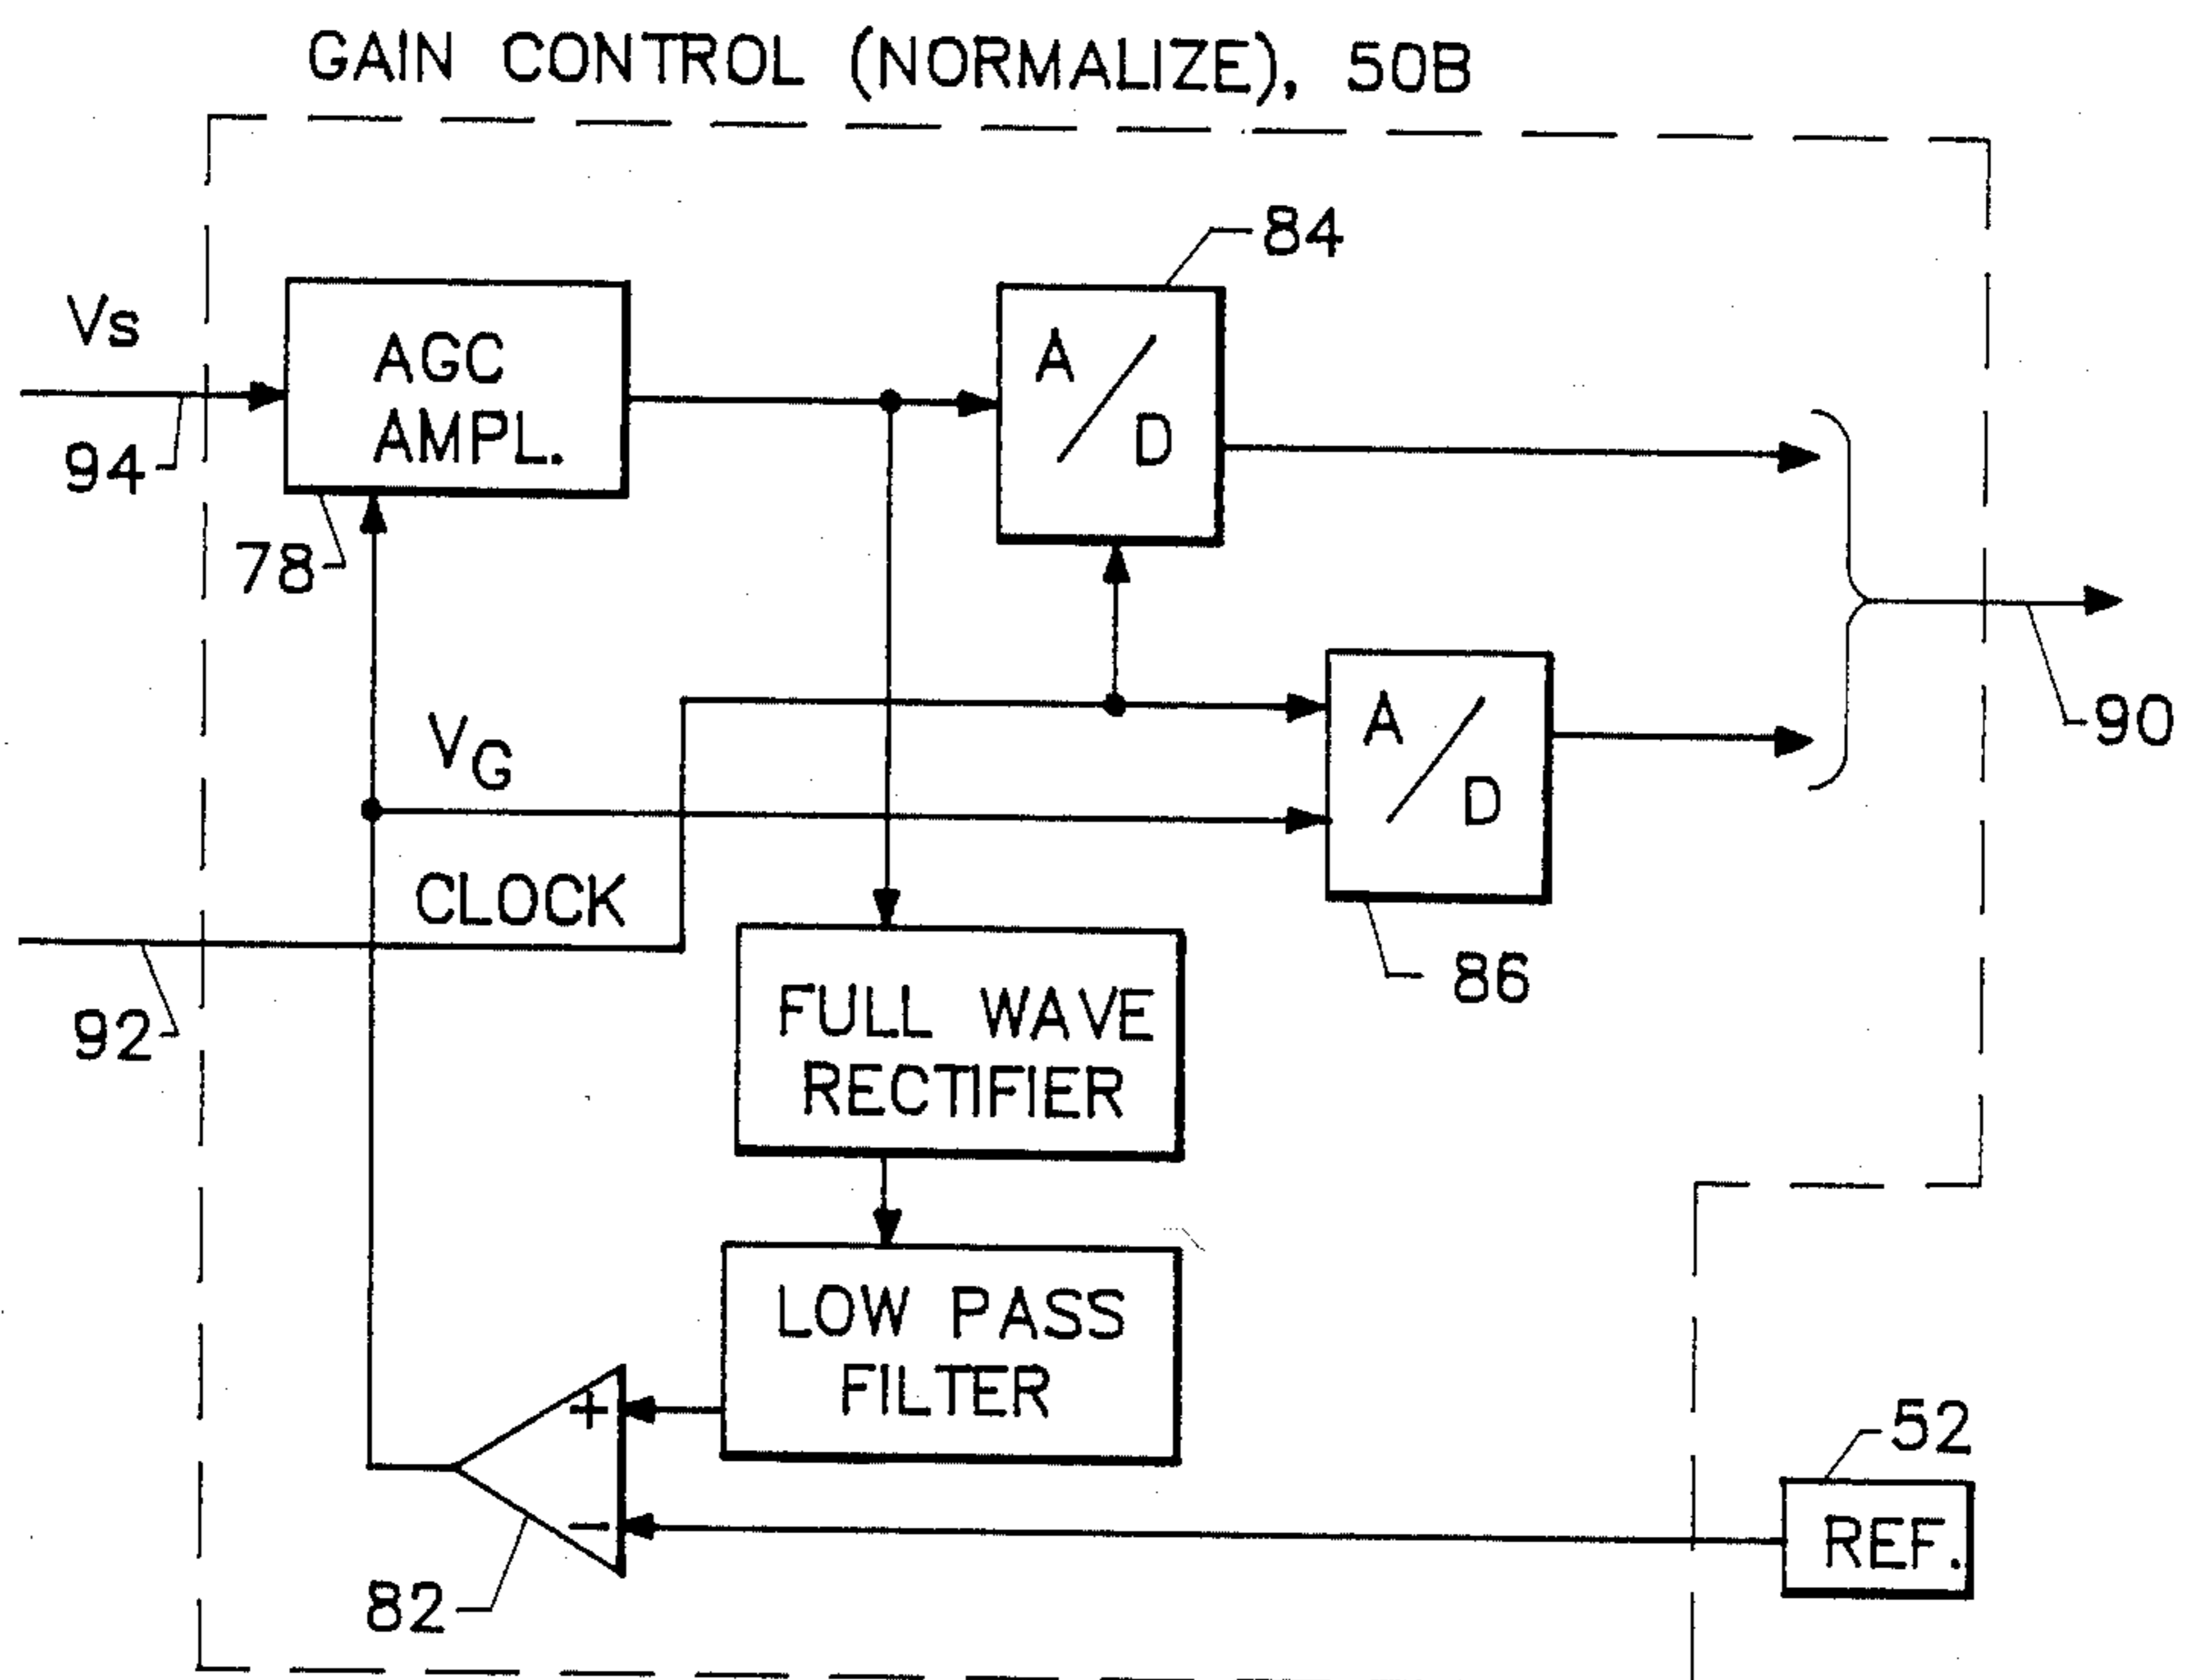 GAIN CONTROL (NORMALIZE), 50B
84
Vs
AGC
AMPL.
A/D
94
78
90
A/D
VG
CLOCK
86
92
FULL WAVE
RECTIFIER
LOW PASS
FILTER
+
52
−
REF.
82